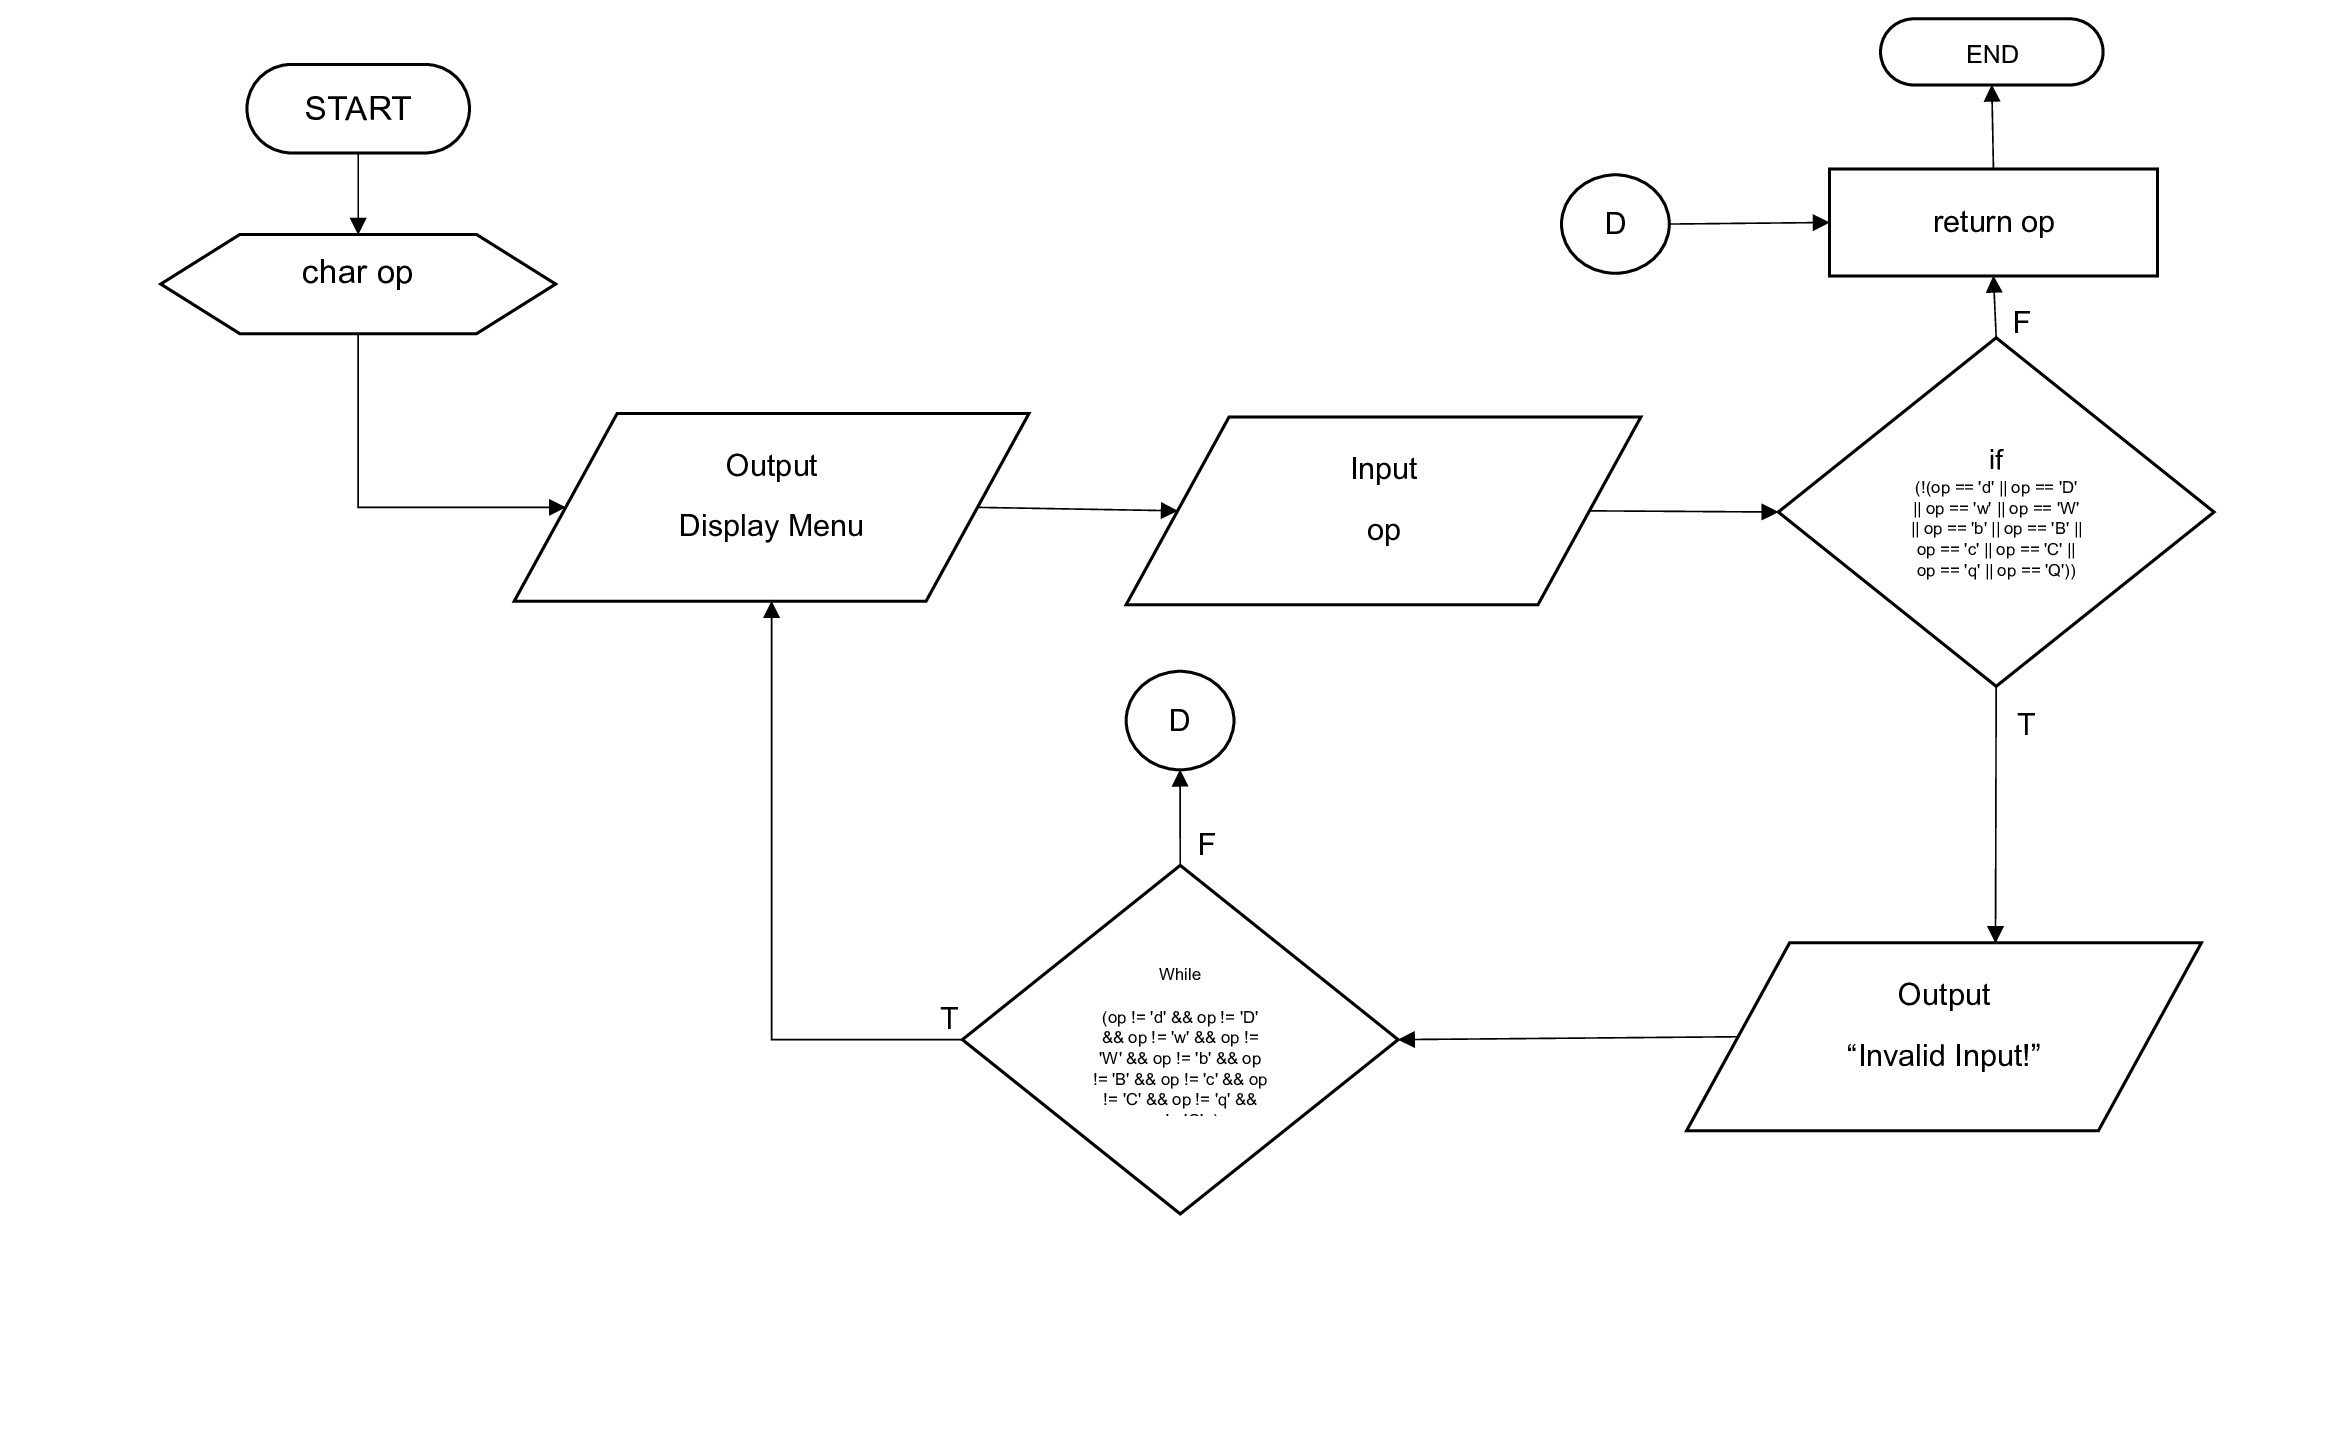 START
char op
Output
Display Menu
Input
op
if
(!(op == 'd' || op == 'D'
|| op == 'w' || op == 'W'
|| op == 'b' || op == 'B' ||
op == 'c' || op == 'C' ||
op == 'q' || op == 'Q'))
F
return op
D
END
T
Output
“Invalid Input!”
While
(op != 'd' && op != 'D'
&& op != 'w' && op !=
'W' && op != 'b' && op
!= 'B' && op != 'c' && op
!= 'C' && op != 'q' &&
F
D
T